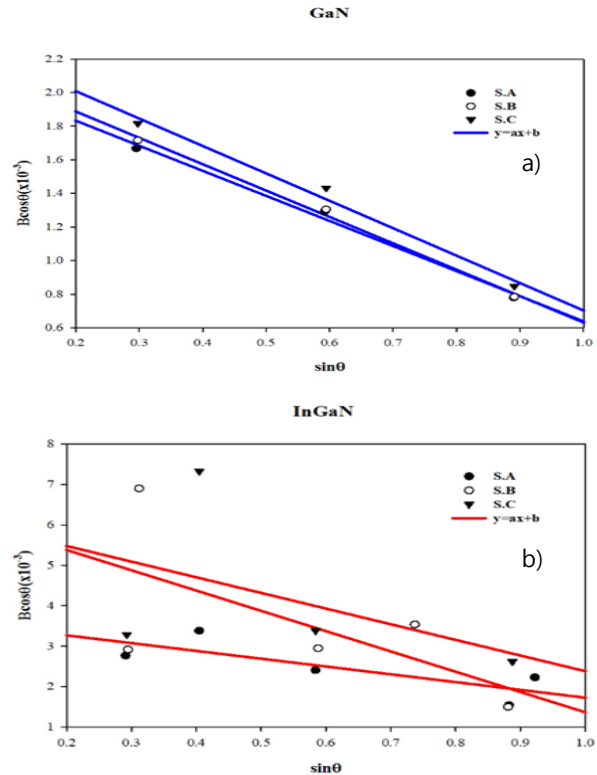 GaN
2.2
2.0
1.8
1.6
1.4
1.2
1.0
0.8
0.6
Bcosθ(x10⁻³)
S.A
S.B
S.C
y=ax+b
a)
0.2 0.3 0.4 0.5 0.6 0.7 0.8 0.9 1.0
sinθ
InGaN
8
7
6
5
4
3
2
1
Bcosθ(x10⁻³)
S.A
S.B
S.C
y=ax+b
b)
0.2 0.3 0.4 0.5 0.6 0.7 0.8 0.9 1.0
sinθ